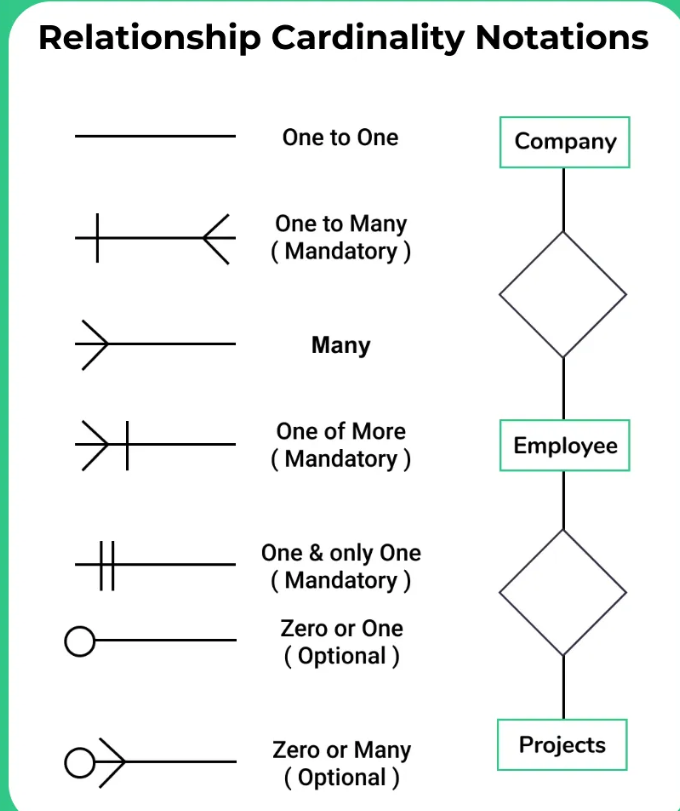 Relationship Cardinality Notations
One to One
One to Many
( Mandatory )
Many
One of More
( Mandatory )
One & only One
( Mandatory )
Zero or One
( Optional )
Zero or Many
( Optional )
Company
Employee
Projects